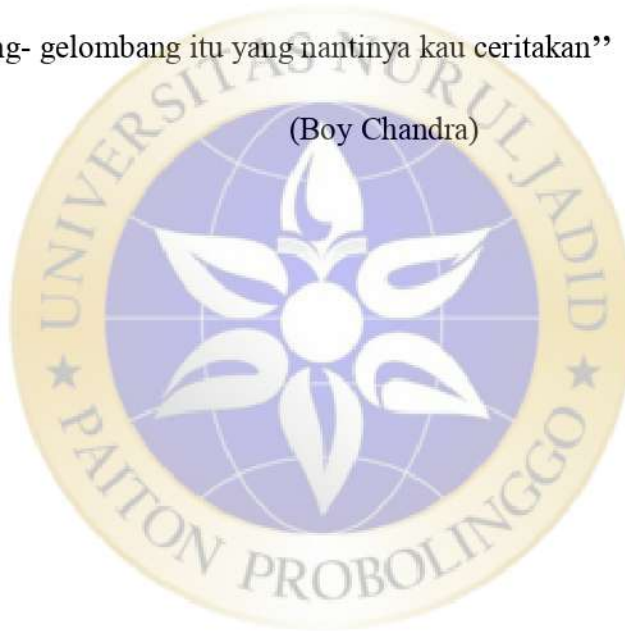 ng- gelombang itu yang nantinya kau ceritakan”
(Boy Chandra)
UNIVERSITAS NURUL JADID
★ PAITON PROBOLINGGO ★